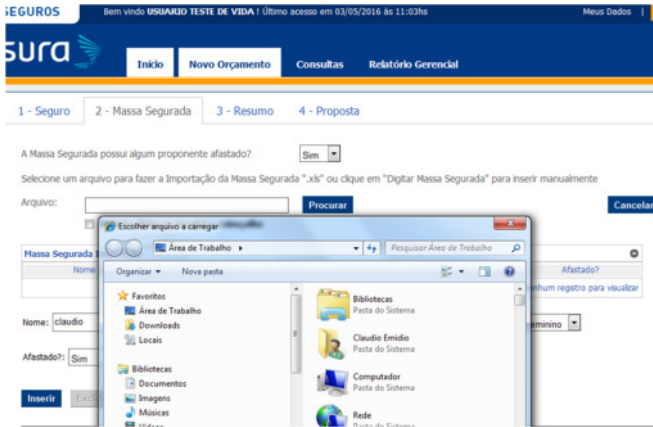 SEGUROS
Bem vindo USUARIO TESTE DE VIDA ! Último acesso em 03/05/2016 às 11:03hs
Meus Dados |
sura
Início
Novo Orçamento
Consultas
Relatório Gerencial
1 - Seguro
2 - Massa Segurada
3 - Resumo
4 - Proposta
A Massa Segurada possui algum proponente afastado?
Sim
Selecione um arquivo para fazer a Importação da Massa Segurada ".xls" ou clique em "Digitar Massa Segurada" para inserir manualmente
Arquivo:
Procurar
Cancelar
Escolher arquivo a carregar
Área de Trabalho
Pesquisar Área de Trabalho
Massa Segurada
Nome
Afastado?
Organizar
Nova pasta
nhum registro para visualizar
Favoritos
Área de Trabalho
Downloads
Locais
Bibliotecas
Pasta do Sistema
Nome: claudio
eminino
Claudio Emidio
Pasta do Sistema
Afastado?: Sim
Bibliotecas
Documentos
Imagens
Músicas
Computador
Pasta do Sistema
Inserir
Rede
Pasta do Sistema